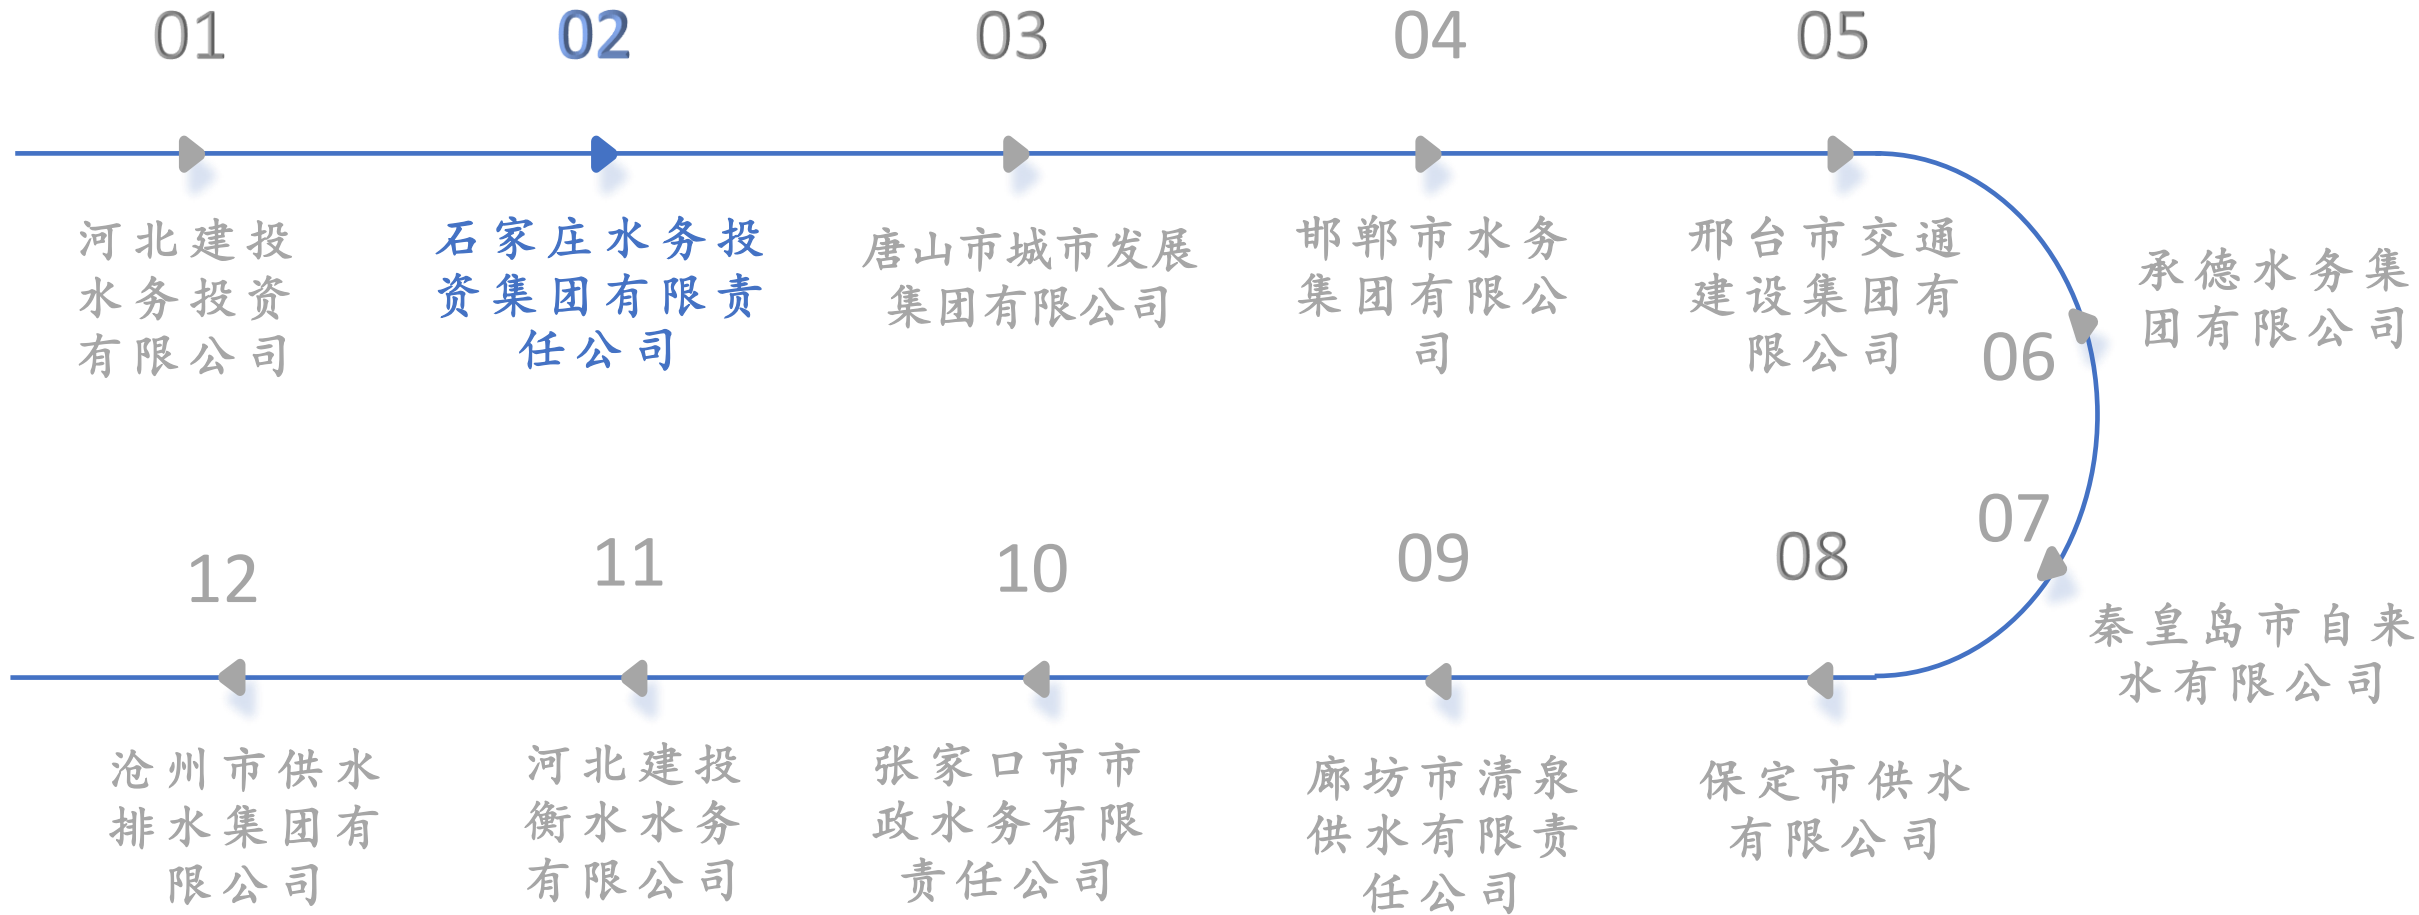 01
河北建投
水务投资
有限公司
02
石家庄水务投
资集团有限责
任公司
03
唐山市城市发展
集团有限公司
04
邯郸市水务
集团有限公
司
05
邢台市交通
建设集团有
限公司
06
承德水务集
团有限公司
07
秦皇岛市自来
水有限公司
08
保定市供水
有限公司
09
廊坊市清泉
供水有限责
任公司
10
张家口市市
政水务有限
责任公司
11
河北建投
衡水水务
有限公司
12
沧州市供水
排水集团有
限公司